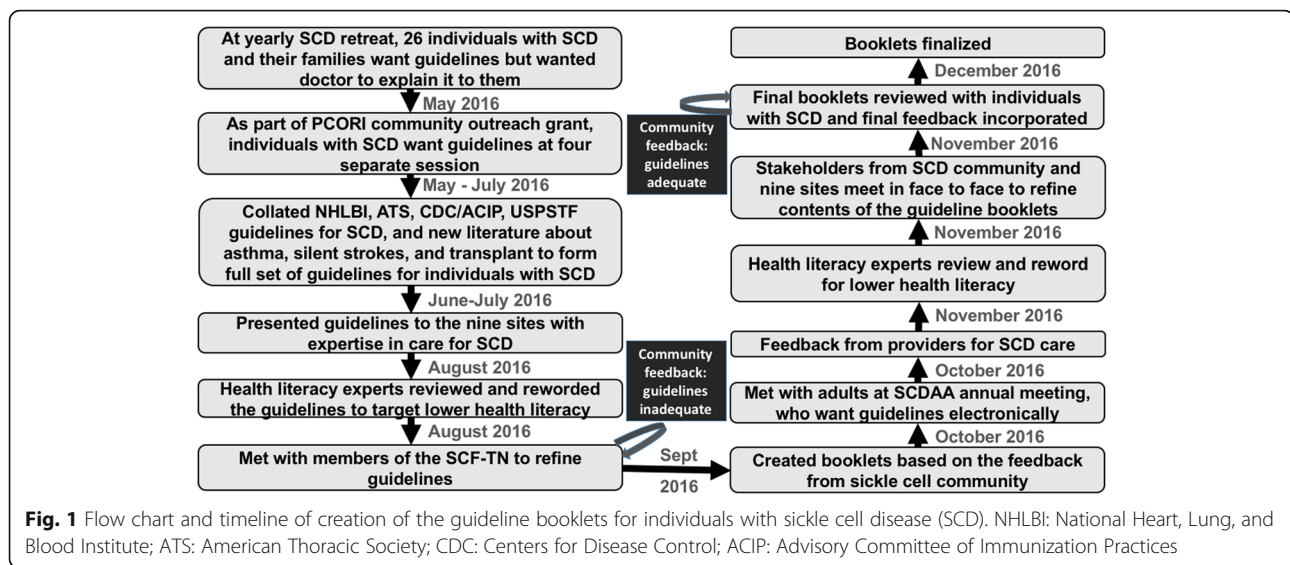 At yearly SCD retreat, 26 individuals with SCD
and their families want guidelines but wanted
doctor to explain it to them
May 2016
As part of PCORI community outreach grant,
individuals with SCD want guidelines at four
separate session
May - July 2016
Collated NHLBI, ATS, CDC/ACIP, USPSTF
guidelines for SCD, and new literature about
asthma, silent strokes, and transplant to form
full set of guidelines for individuals with SCD
June-July 2016
Presented guidelines to the nine sites with
expertise in care for SCD
August 2016
Health literacy experts reviewed and reworded
the guidelines to target lower health literacy
August 2016
Met with members of the SCF-TN to refine
guidelines
Community
feedback:
guidelines
inadequate
Sept
2016
Created booklets based on the feedback
from sickle cell community
October 2016
Met with adults at SCDAA annual meeting,
who want guidelines electronically
October 2016
Feedback from providers for SCD care
November 2016
Health literacy experts review and reword
for lower health literacy
November 2016
Stakeholders from SCD community and
nine sites meet in face to face to refine
contents of the guideline booklets
November 2016
Final booklets reviewed with individuals
with SCD and final feedback incorporated
Community
feedback:
guidelines
adequate
December 2016
Booklets finalized
Fig. 1 Flow chart and timeline of creation of the guideline booklets for individuals with sickle cell disease (SCD). NHLBI: National Heart, Lung, and
Blood Institute; ATS: American Thoracic Society; CDC: Centers for Disease Control; ACIP: Advisory Committee of Immunization Practices